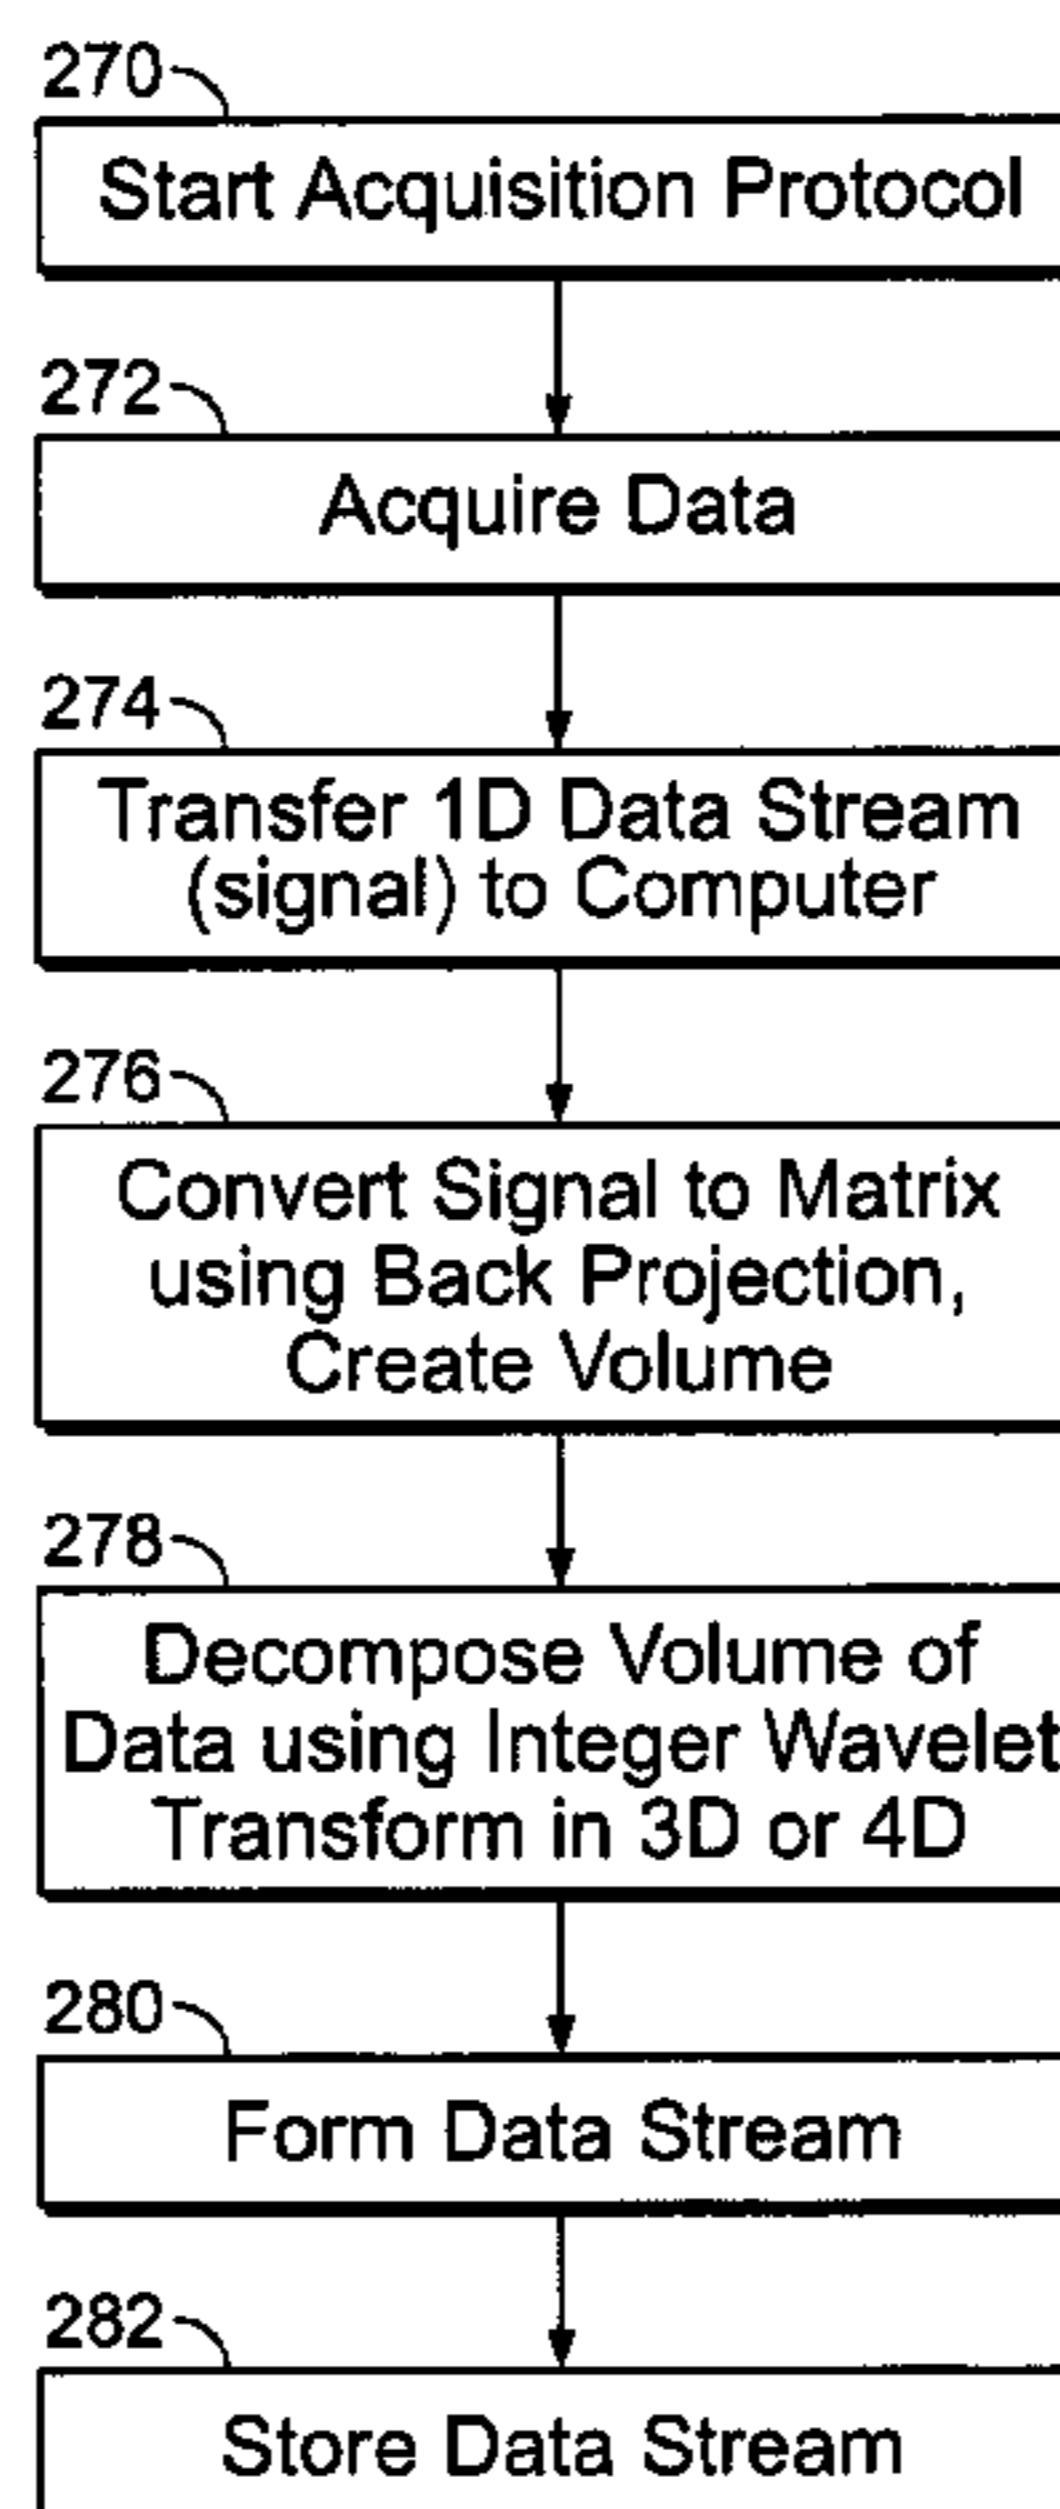 270
Start Acquisition Protocol
272
Acquire Data
274
Transfer 1D Data Stream
(signal) to Computer
276
Convert Signal to Matrix
using Back Projection,
Create Volume
278
Decompose Volume of
Data using Integer Wavelet
Transform in 3D or 4D
280
Form Data Stream
282
Store Data Stream